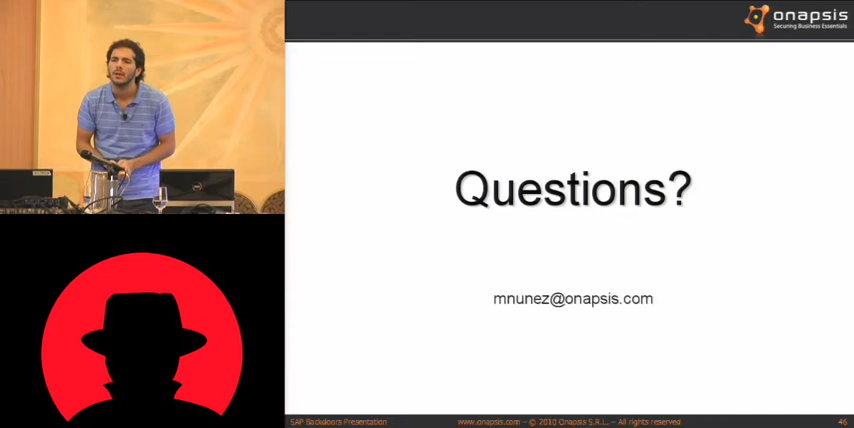 onapsis
Securing Business Essentials
Questions?
mnunez@onapsis.com
SAP Backdoors Presentation
www.onapsis.com – © 2010 Onapsis S.R.L. – All rights reserved
46